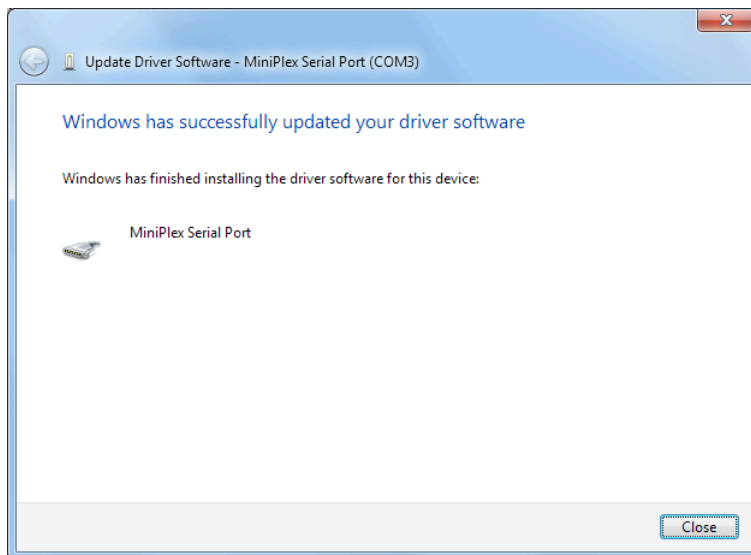 Update Driver Software - MiniPlex Serial Port (COM3)
Windows has successfully updated your driver software
Windows has finished installing the driver software for this device:
MiniPlex Serial Port
Close